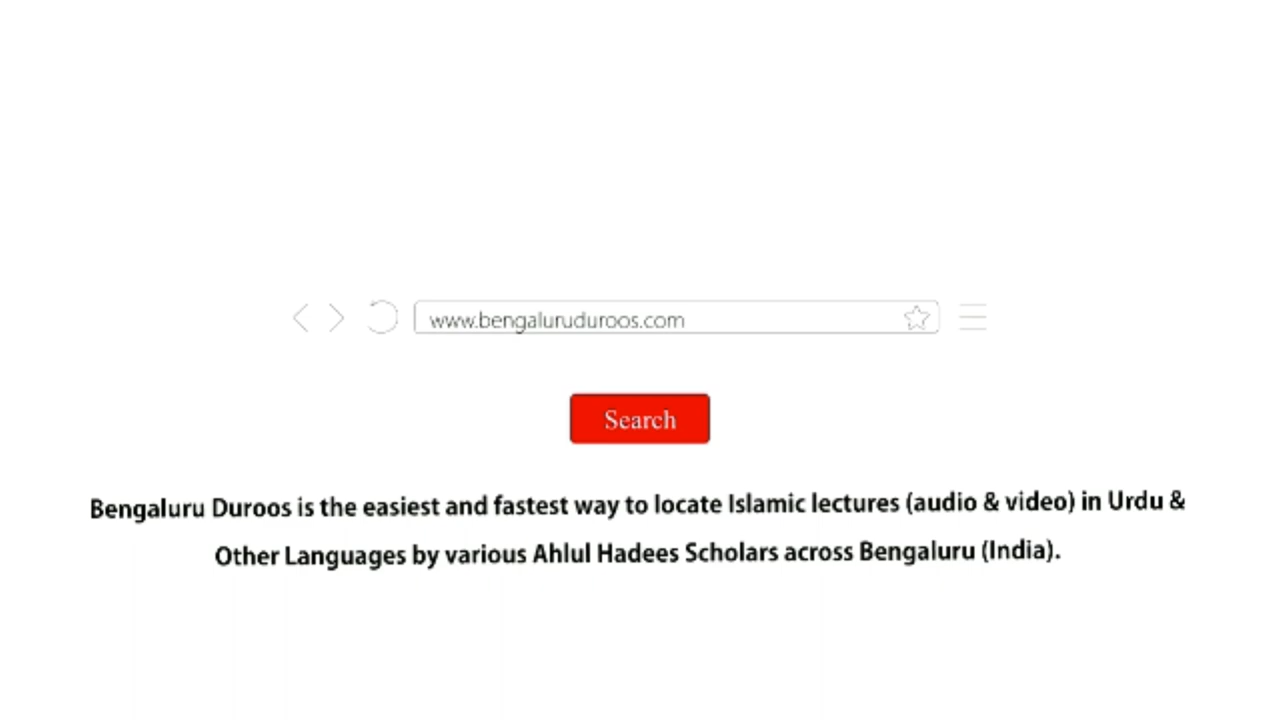 www.bengaluruduroos.com
Search
Bengaluru Duroos is the easiest and fastest way to locate Islamic lectures (audio & video) in Urdu &
Other Languages by various Ahlul Hadees Scholars across Bengaluru (India).